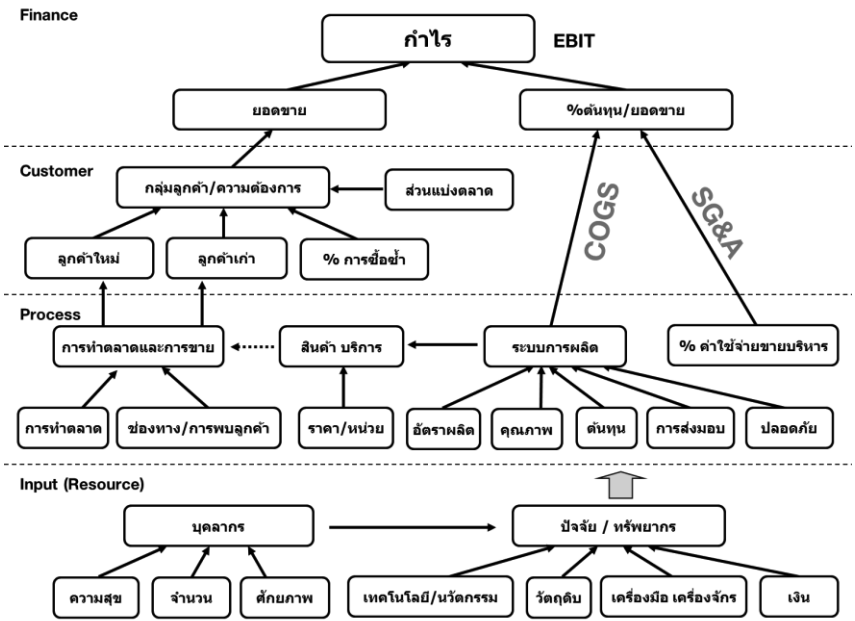 Finance
กำไร
EBIT
ยอดขาย
%ต้นทุน/ยอดขาย
Customer
กลุ่มลูกค้า/ความต้องการ
ส่วนแบ่งตลาด
COGS
SG&A
ลูกค้าใหม่
ลูกค้าเก่า
% การซื้อซ้ำ
Process
การทำตลาดและการขาย
สินค้า บริการ
ระบบการผลิต
% ค่าใช้จ่ายขายบริหาร
การทำตลาด
ช่องทาง/การพบลูกค้า
ราคา/หน่วย
อัตราผลิต
คุณภาพ
ต้นทุน
การส่งมอบ
ปลอดภัย
Input (Resource)
บุคลากร
ปัจจัย / ทรัพยากร
ความสุข
จำนวน
ศักยภาพ
เทคโนโลยี/นวัตกรรม
วัตถุดิบ
เครื่องมือ เครื่องจักร
เงิน